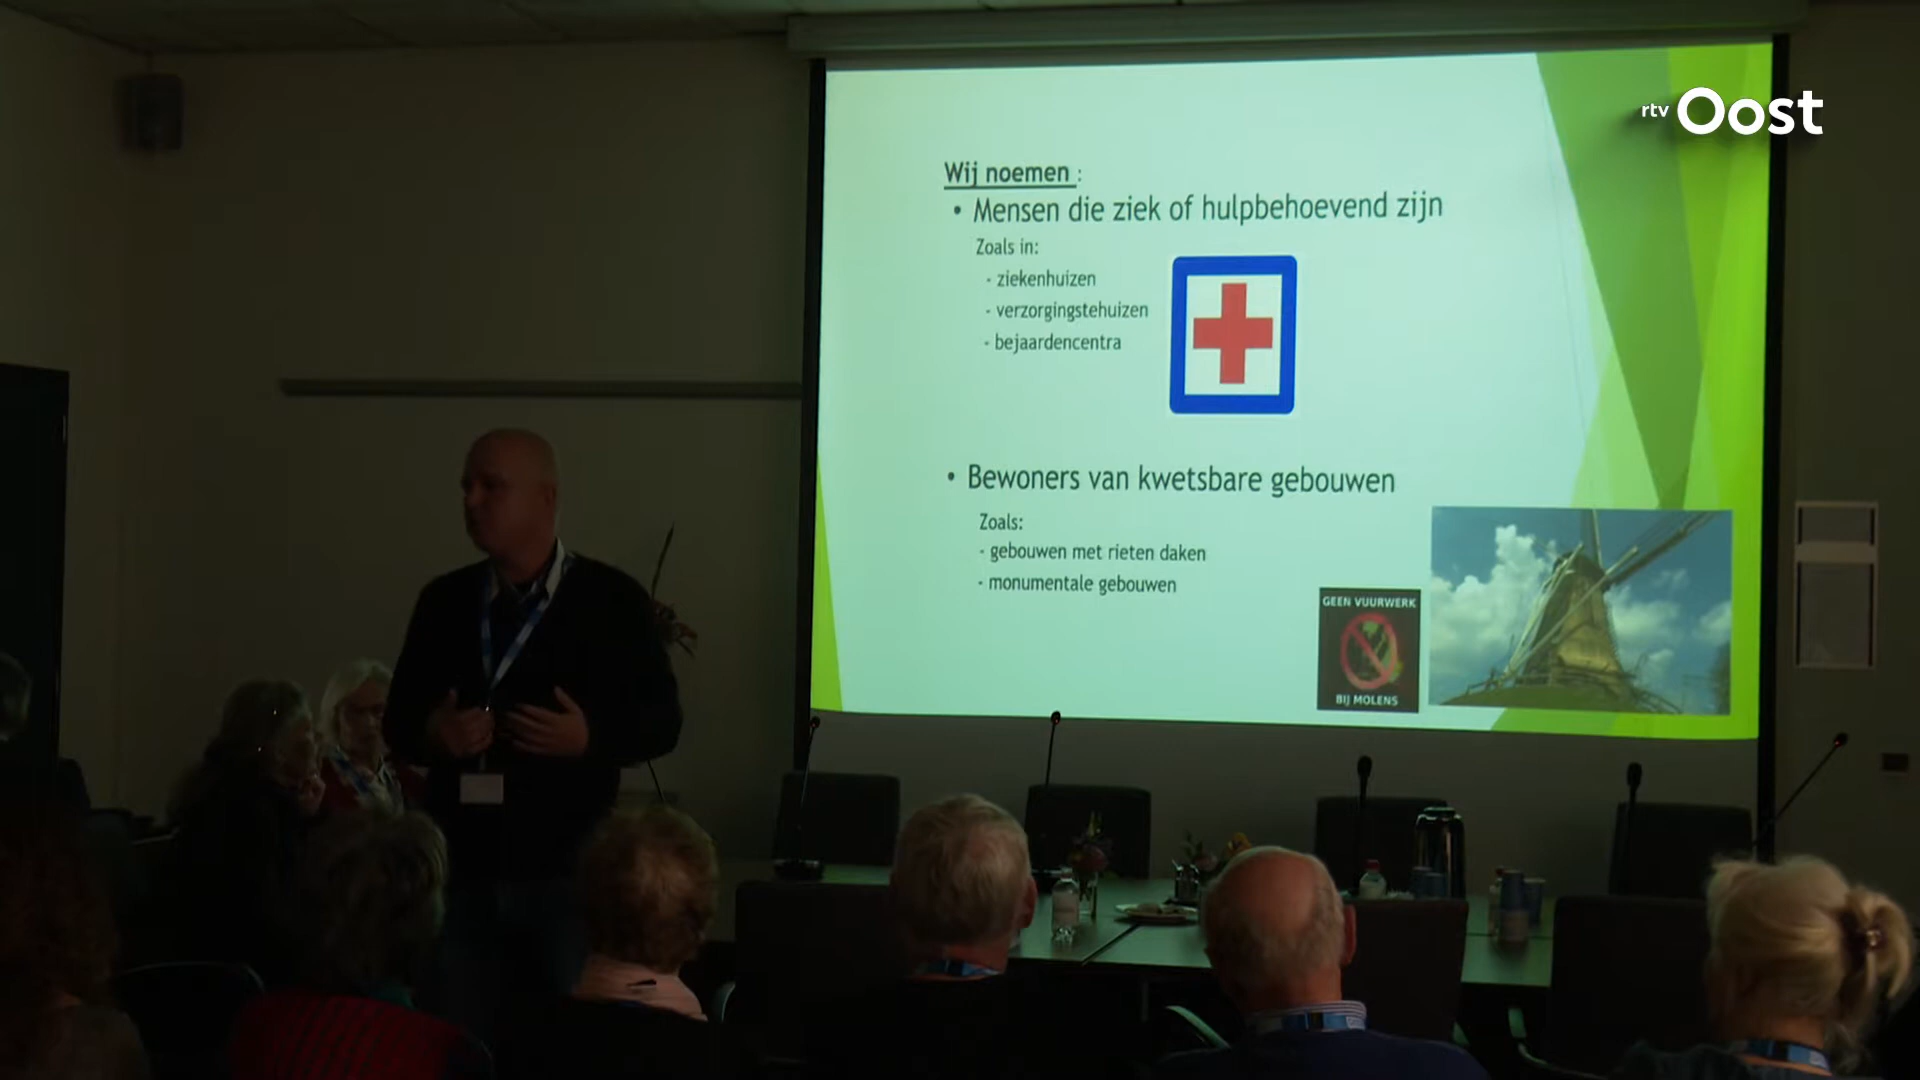 rtv Oost
Wij noemen :
• Mensen die ziek of hulpbehoevend zijn
Zoals in:
- ziekenhuizen
- verzorgingstehuizen
- bejaardencentra
• Bewoners van kwetsbare gebouwen
Zoals:
- gebouwen met rieten daken
- monumentale gebouwen
GEEN VUURWERK
BIJ MOLENS